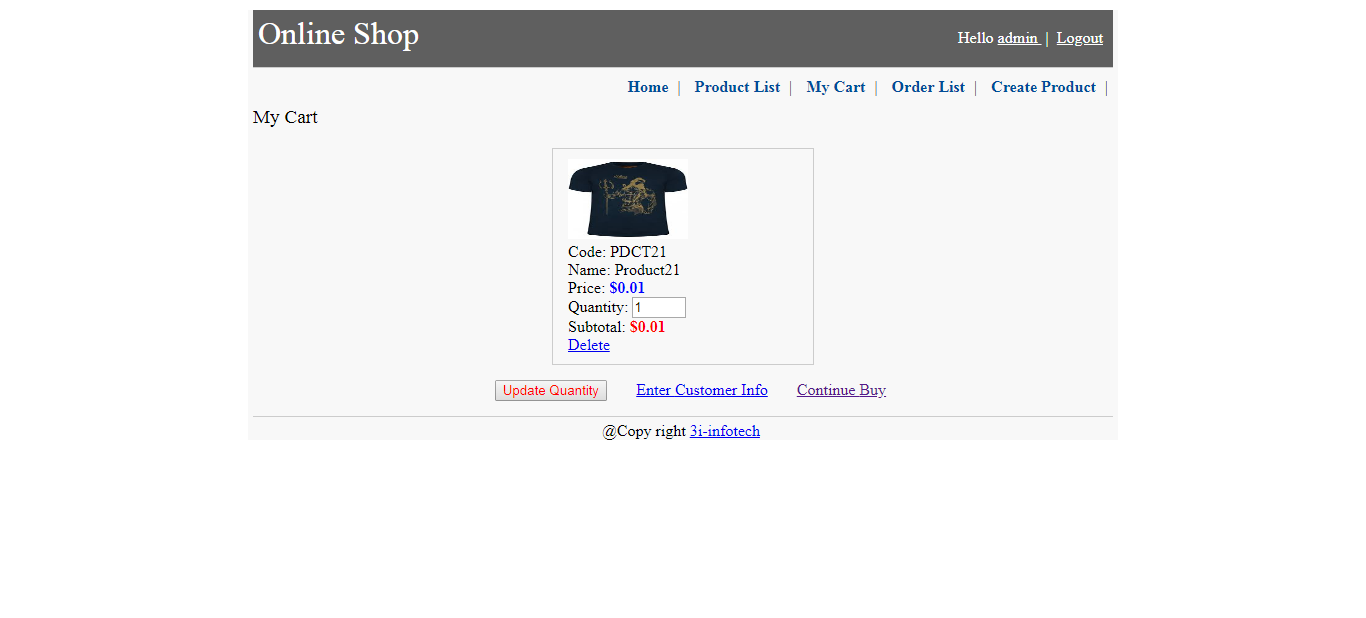 Online Shop
Hello admin | Logout
Home | Product List | My Cart | Order List | Create Product |
My Cart
Code: PDCT21
Name: Product21
Price: $0.01
Quantity: 1
Subtotal: $0.01
Delete
Update Quantity Enter Customer Info Continue Buy
@Copy right 3i-infotech